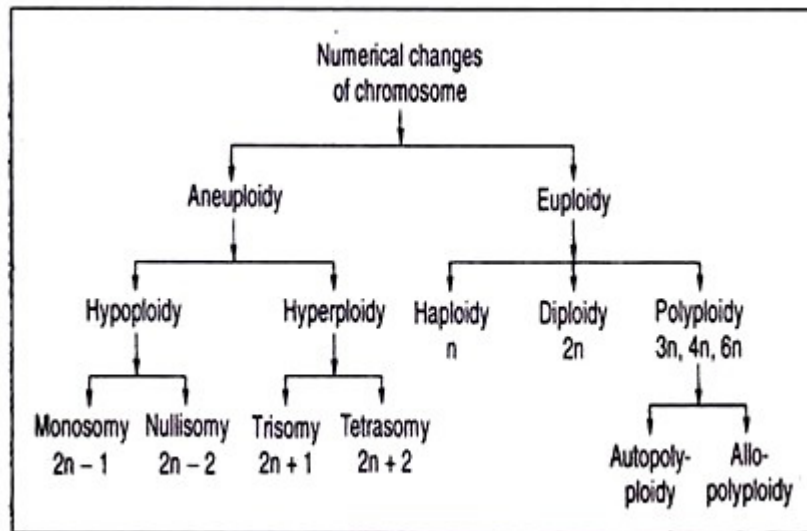 Numerical changes
of chromosome
Aneuploidy
Euploidy
Hypoploidy
Hyperploidy
Haploidy
n
Diploidy
2n
Polyploidy
3n, 4n, 6n
Monosomy
2n – 1
Nullisomy
2n – 2
Trisomy
2n + 1
Tetrasomy
2n + 2
Autopoly-
ploidy
Allo-
polyploidy